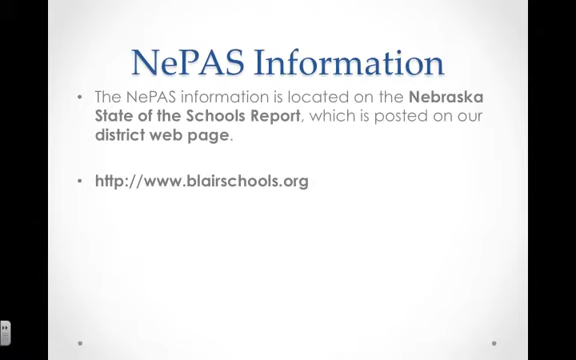 NePAS Information
• The NePAS information is located on the Nebraska
State of the Schools Report, which is posted on our
district web page.
• http://www.blairschools.org